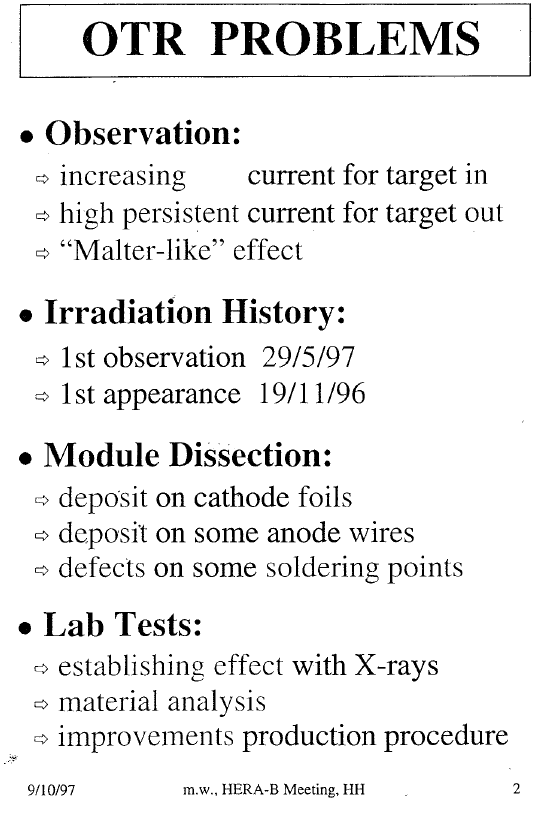 OTR PROBLEMS
• Observation:
⇨ increasing current for target in
⇨ high persistent current for target out
⇨ “Malter-like” effect
• Irradiation History:
⇨ 1st observation 29/5/97
⇨ 1st appearance 19/11/96
• Module Dissection:
⇨ deposit on cathode foils
⇨ deposit on some anode wires
⇨ defects on some soldering points
• Lab Tests:
⇨ establishing effect with X-rays
⇨ material analysis
⇨ improvements production procedure
9/10/97 m.w., HERA-B Meeting, HH 2